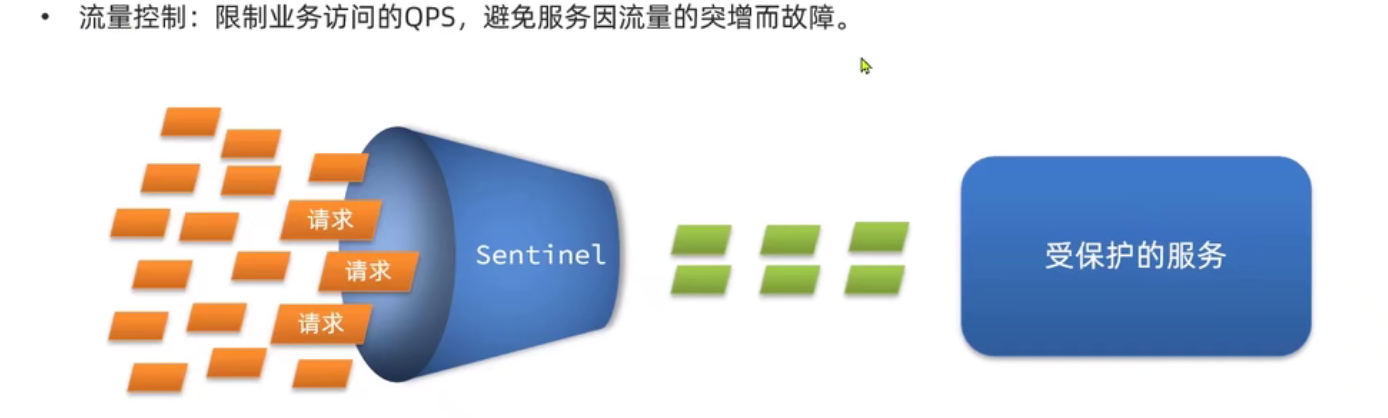 • 流量控制：限制业务访问的QPS，避免服务因流量的突增而故障。
请求
请求
请求
Sentinel
受保护的服务